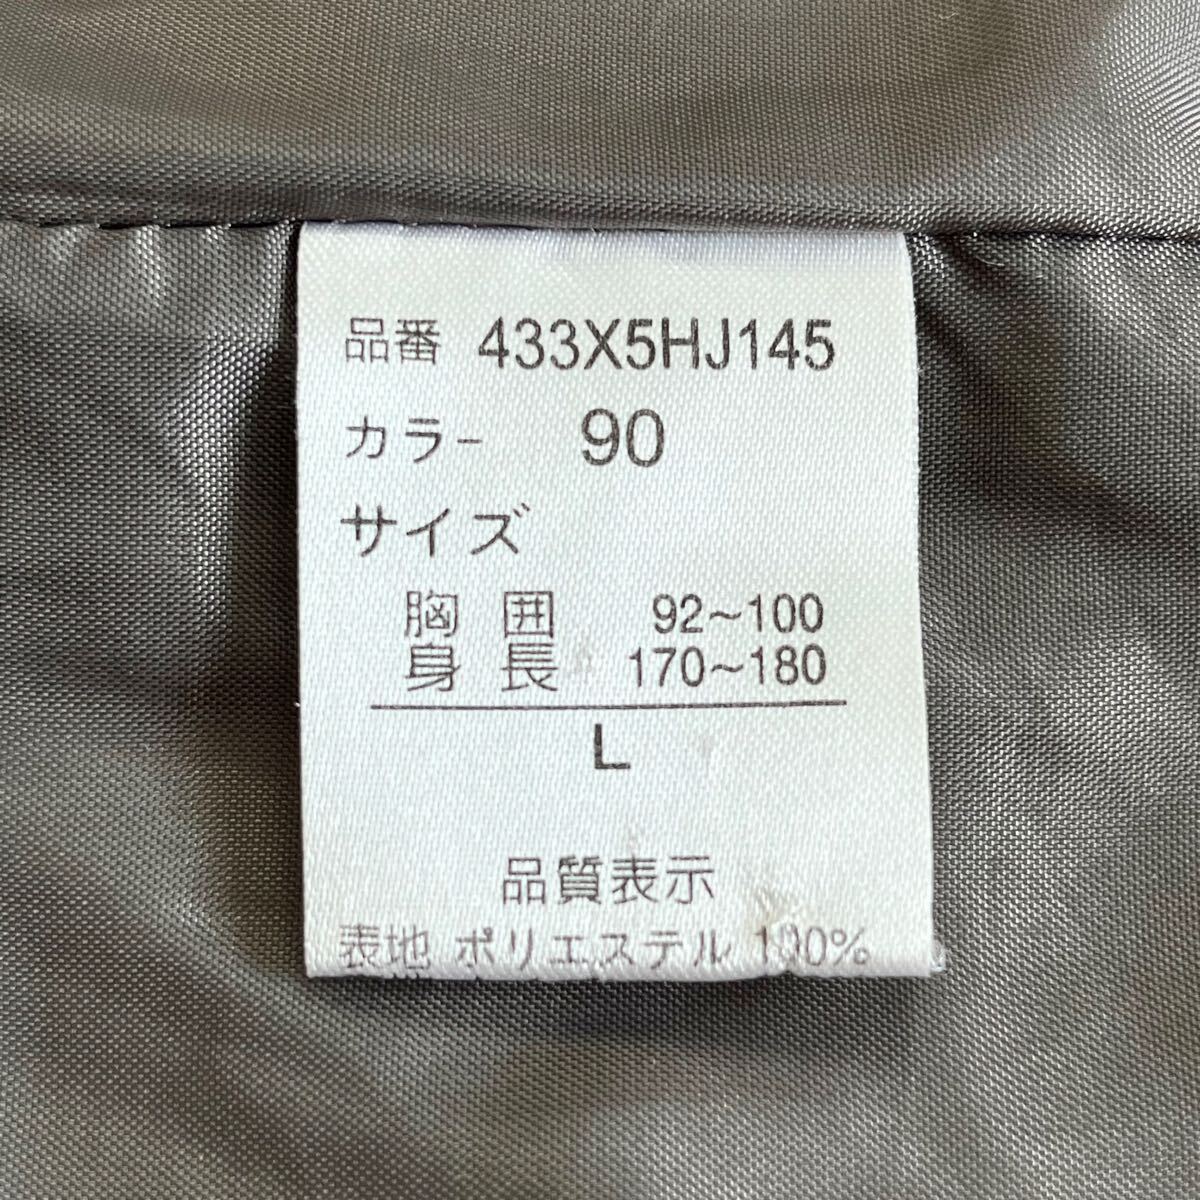 品番 433X5HJ145
カラー 90
サイズ
胸囲 92~100
身長 170~180
L
品質表示
表地 ポリエステル 100%